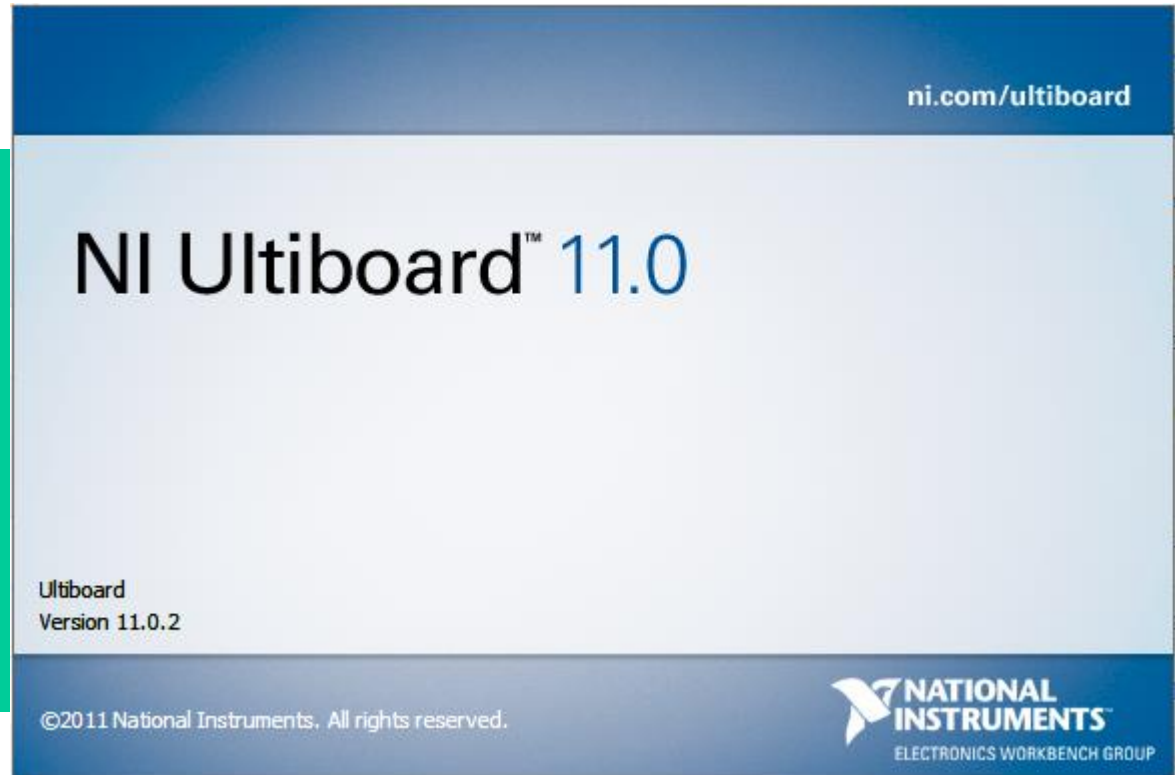 ni.com/ultiboard
NI Ultiboard™ 11.0
Ultiboard
Version 11.0.2
©2011 National Instruments. All rights reserved.
NATIONAL
INSTRUMENTS™
ELECTRONICS WORKBENCH GROUP